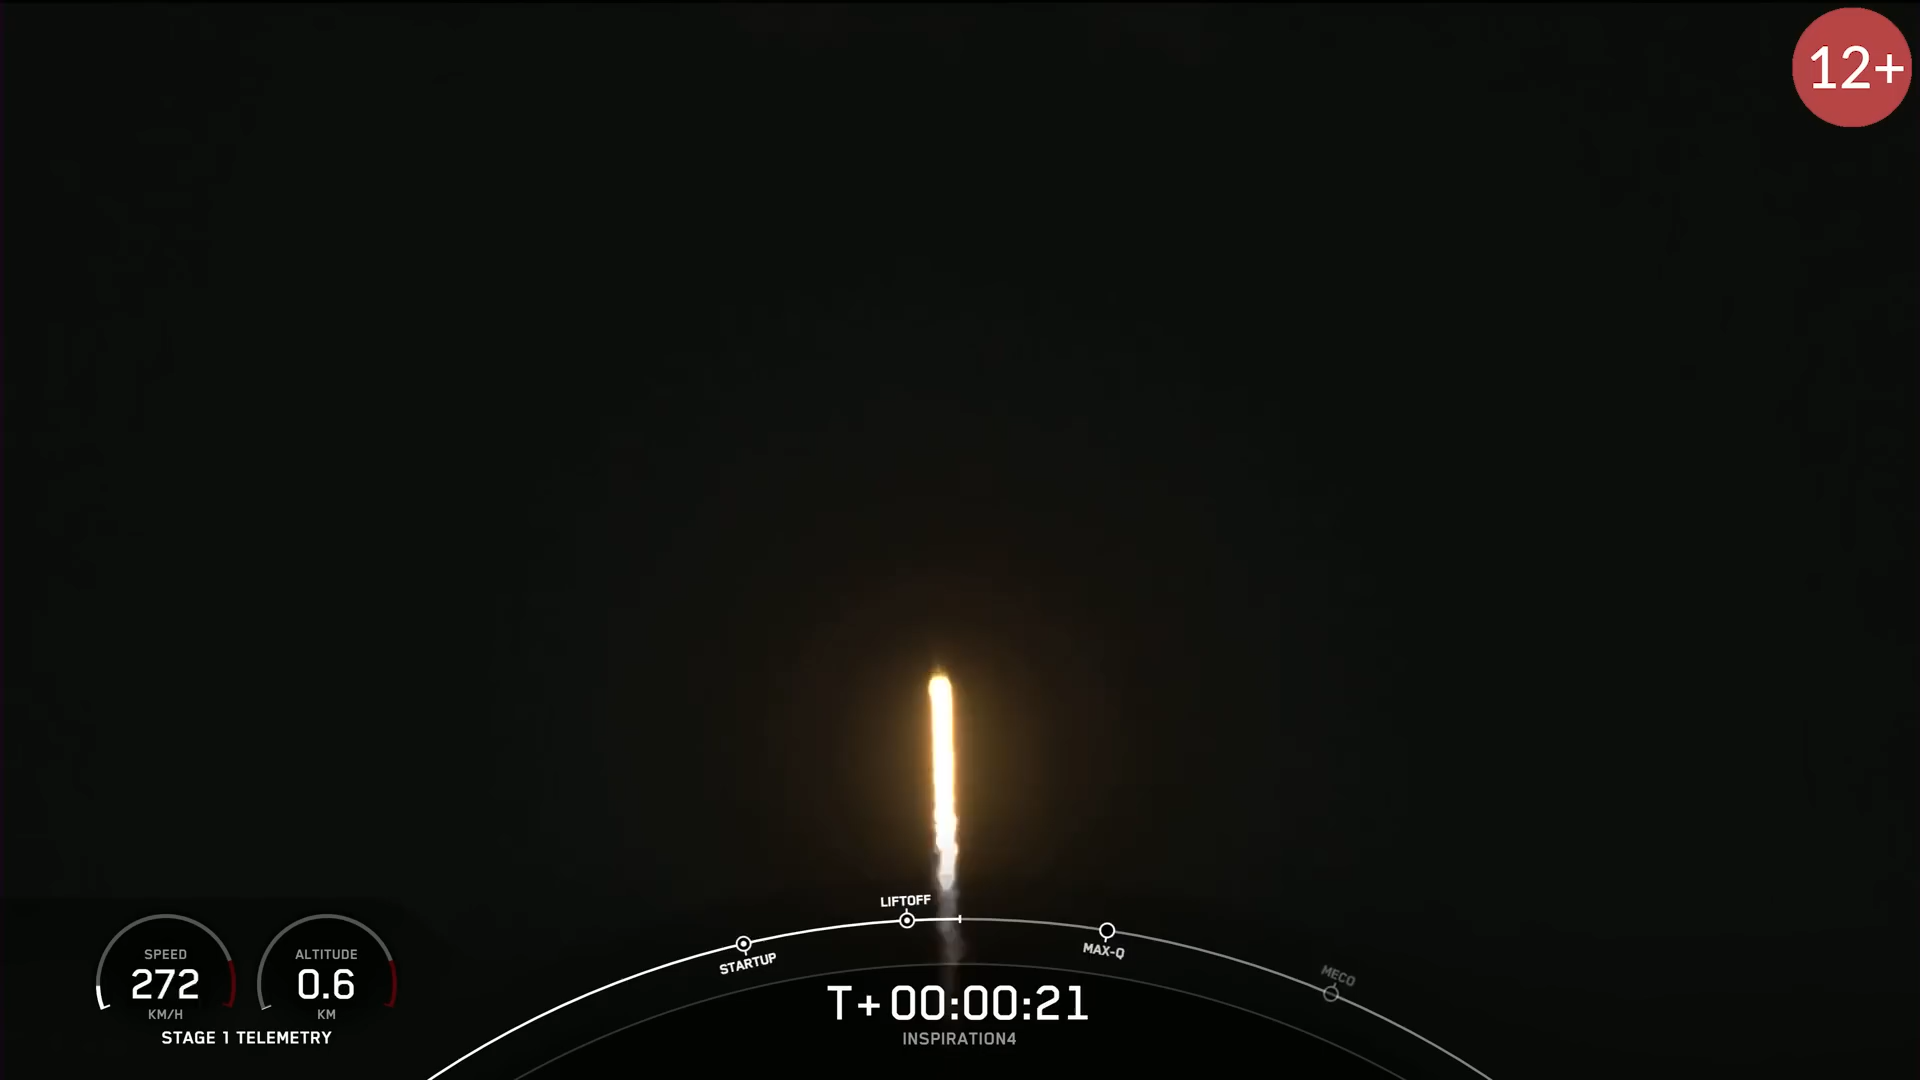 12+
LIFTOFF
STARTUP
MAX-Q
MECO
SPEED
272
KM/H
ALTITUDE
0.6
KM
STAGE 1 TELEMETRY
T+00:00:21
INSPIRATION4